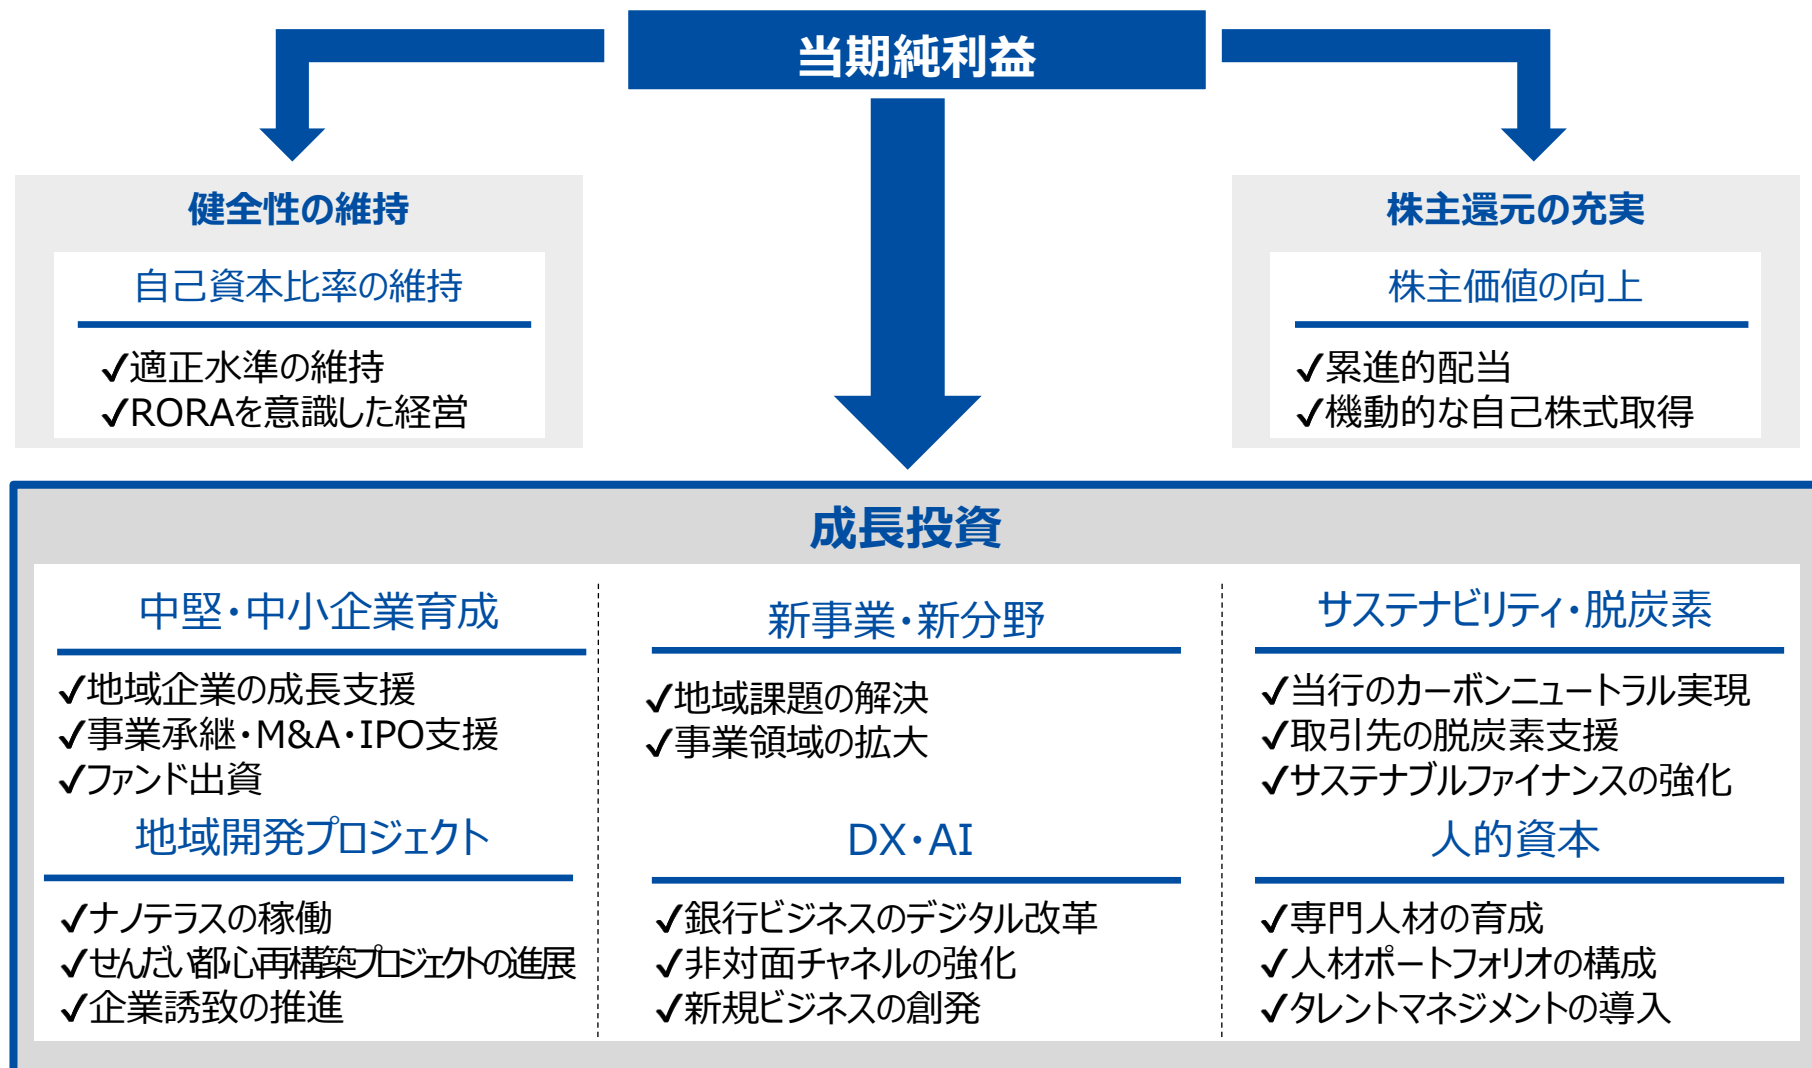 当期純利益
健全性の維持
自己資本比率の維持
✓適正水準の維持
✓RORAを意識した経営
株主還元の充実
株主価値の向上
✓累進的配当
✓機動的な自己株式取得
成長投資
中堅・中小企業育成
✓地域企業の成長支援
✓事業承継・M&A・IPO支援
✓ファンド出資
新事業・新分野
✓地域課題の解決
✓事業領域の拡大
サステナビリティ・脱炭素
✓当行のカーボンニュートラル実現
✓取引先の脱炭素支援
✓サステナブルファイナンスの強化
地域開発プロジェクト
✓ナノテラスの稼働
✓せんだい都心再構築プロジェクトの進展
✓企業誘致の推進
DX・AI
✓銀行ビジネスのデジタル改革
✓非対面チャネルの強化
✓新規ビジネスの創発
人的資本
✓専門人材の育成
✓人材ポートフォリオの構成
✓タレントマネジメントの導入